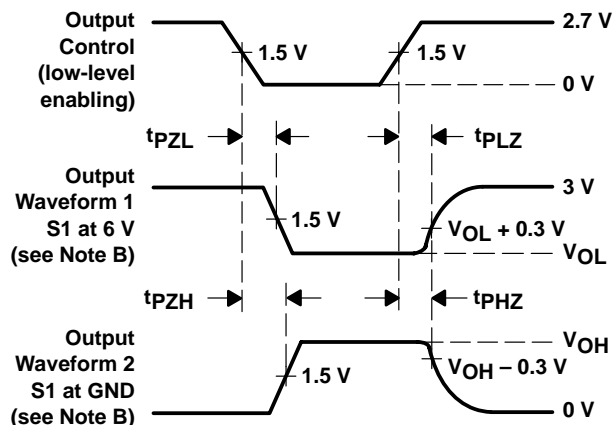 Output
Control
(low-level
enabling)
1.5 V
1.5 V
2.7 V
0 V
tPZL
tPLZ
Output
Waveform 1
S1 at 6 V
(see Note B)
1.5 V
3 V
VOL + 0.3 V
VOL
tPZH
tPHZ
Output
Waveform 2
S1 at GND
(see Note B)
1.5 V
VOH
VOH – 0.3 V
0 V